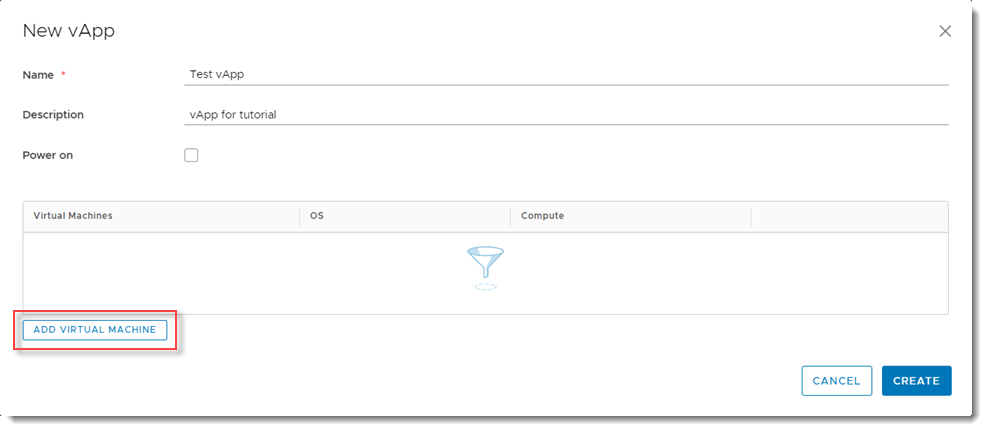 New vApp
Name *
Test vApp
Description
vApp for tutorial
Power on
Virtual Machines
OS
Compute
ADD VIRTUAL MACHINE
CANCEL
CREATE